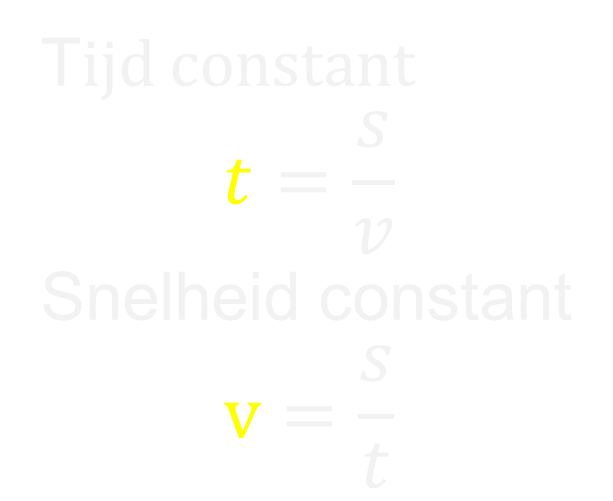 Tijd constant
t = s/v
Snelheid constant
v = s/t